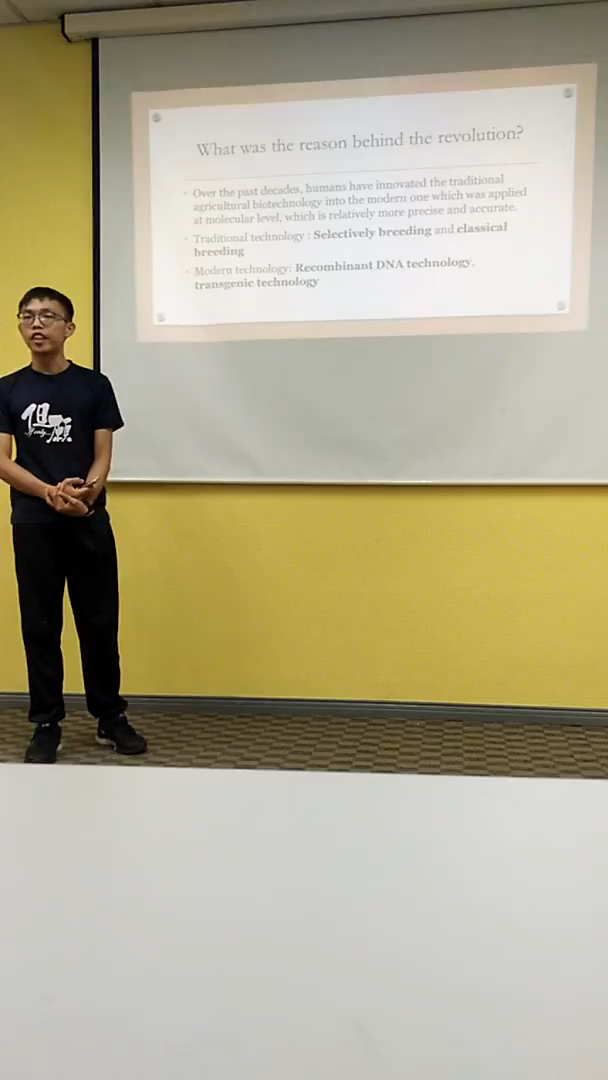 What was the reason behind the revolution?
Over the past decades, humans have innovated the traditional
agricultural biotechnology into the modern one which was applied
at molecular level, which is relatively more precise and accurate.
Traditional technology : Selectively breeding and classical
breeding
Modern technology: Recombinant DNA technology,
transgenic technology
但願